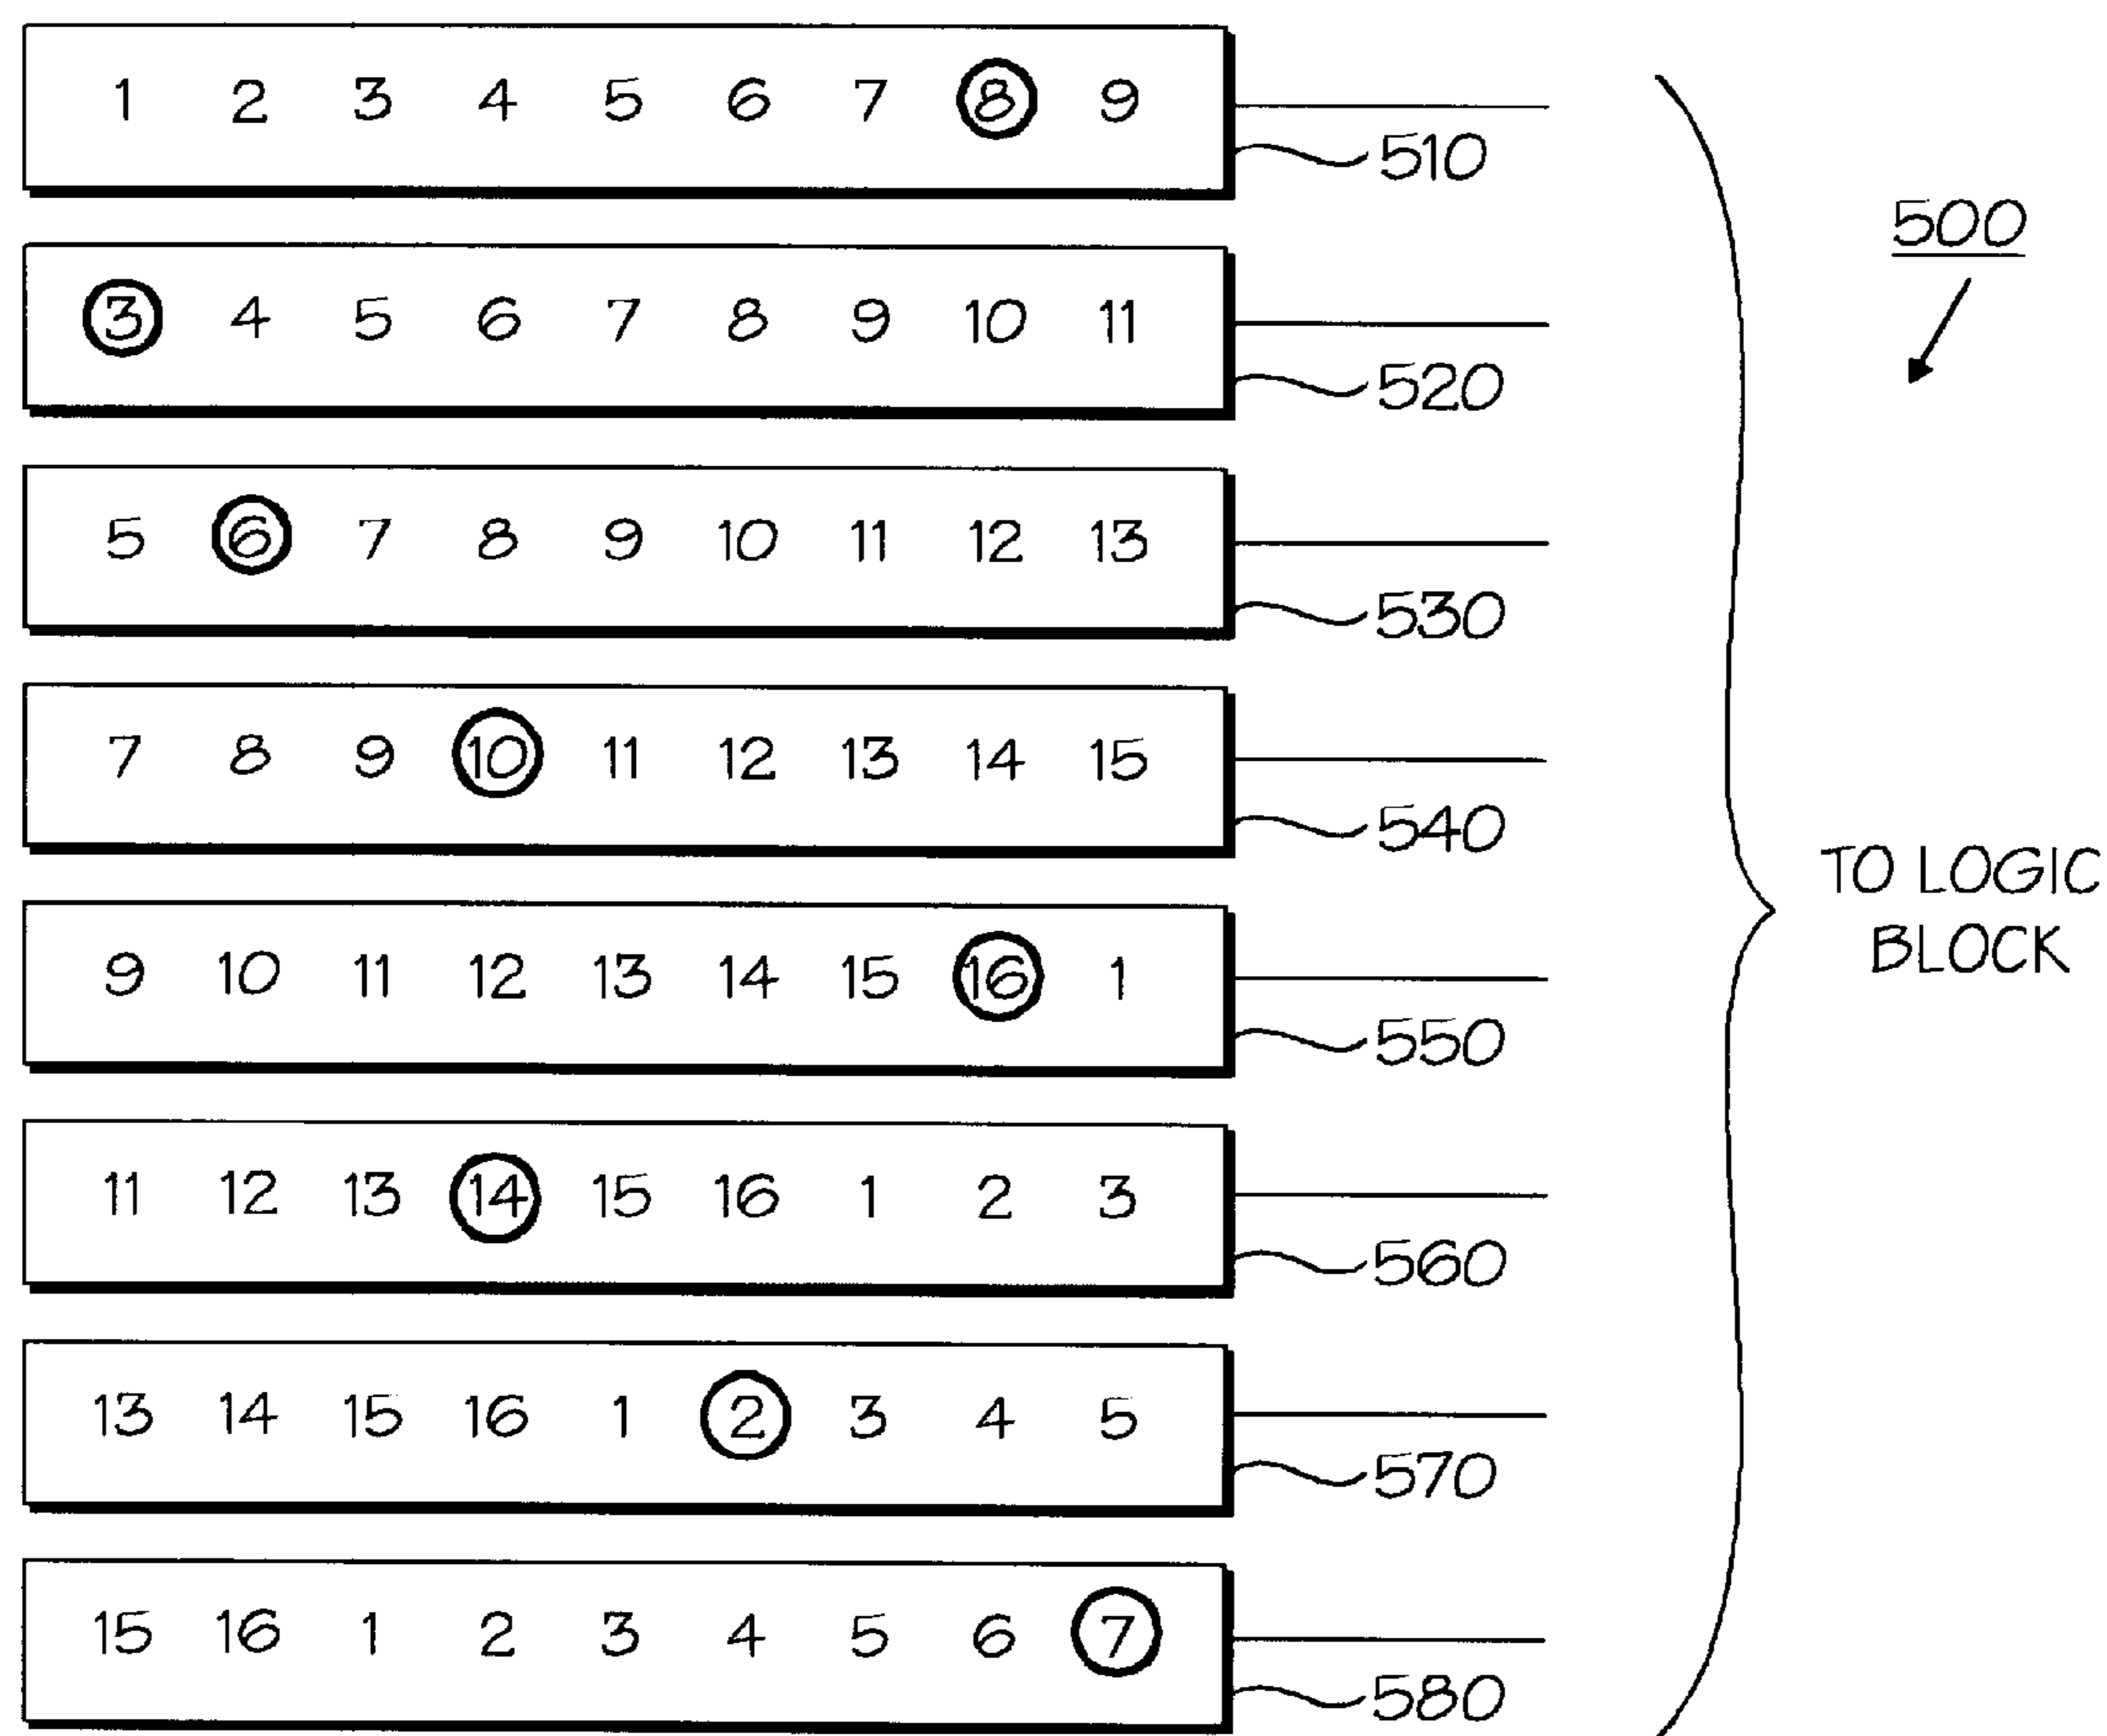 1 2 3 4 5 6 7 8 9
510
500
3 4 5 6 7 8 9 10 11
520
5 6 7 8 9 10 11 12 13
530
7 8 9 10 11 12 13 14 15
540
TO LOGIC
BLOCK
9 10 11 12 13 14 15 16 1
550
11 12 13 14 15 16 1 2 3
560
13 14 15 16 1 2 3 4 5
570
15 16 1 2 3 4 5 6 7
580